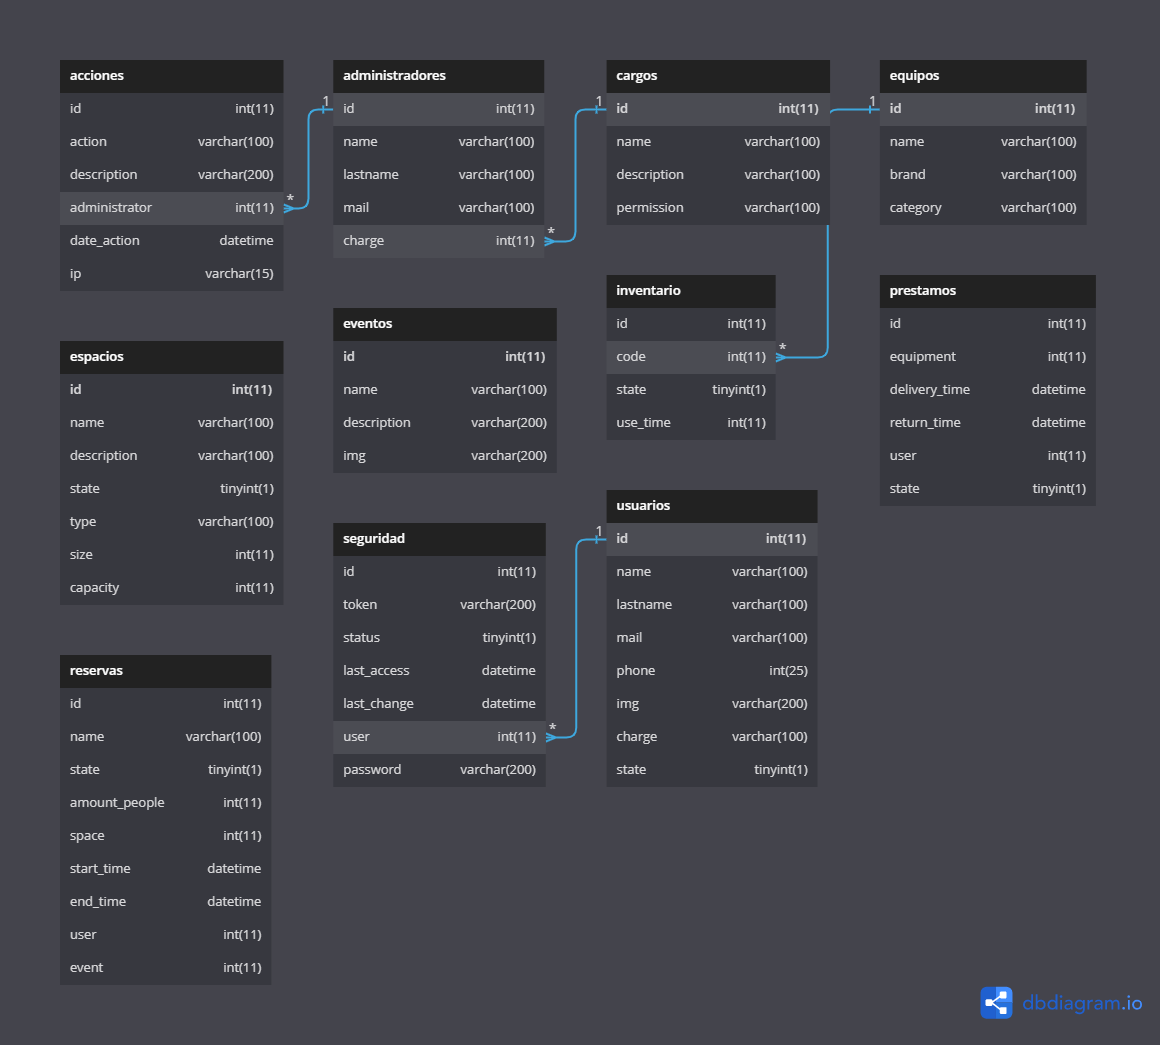 acciones
id int(11)
action varchar(100)
description varchar(200)
administrator int(11)
date_action datetime
ip varchar(15)
*
1
administradores
id int(11)
name varchar(100)
lastname varchar(100)
mail varchar(100)
charge int(11)
*
1
cargos
id int(11)
name varchar(100)
description varchar(100)
permission varchar(100)
1
equipos
id int(11)
name varchar(100)
brand varchar(100)
category varchar(100)
espacios
id int(11)
name varchar(100)
description varchar(100)
state tinyint(1)
type varchar(100)
size int(11)
capacity int(11)
eventos
id int(11)
name varchar(100)
description varchar(200)
img varchar(200)
inventario
id int(11)
code int(11)
state tinyint(1)
use_time int(11)
*
prestamos
id int(11)
equipment int(11)
delivery_time datetime
return_time datetime
user int(11)
state tinyint(1)
seguridad
id int(11)
token varchar(200)
status tinyint(1)
last_access datetime
last_change datetime
user int(11)
password varchar(200)
*
1
usuarios
id int(11)
name varchar(100)
lastname varchar(100)
mail varchar(100)
phone int(25)
img varchar(200)
charge varchar(100)
state tinyint(1)
reservas
id int(11)
name varchar(100)
state tinyint(1)
amount_people int(11)
space int(11)
start_time datetime
end_time datetime
user int(11)
event int(11)
dbdiagram.io